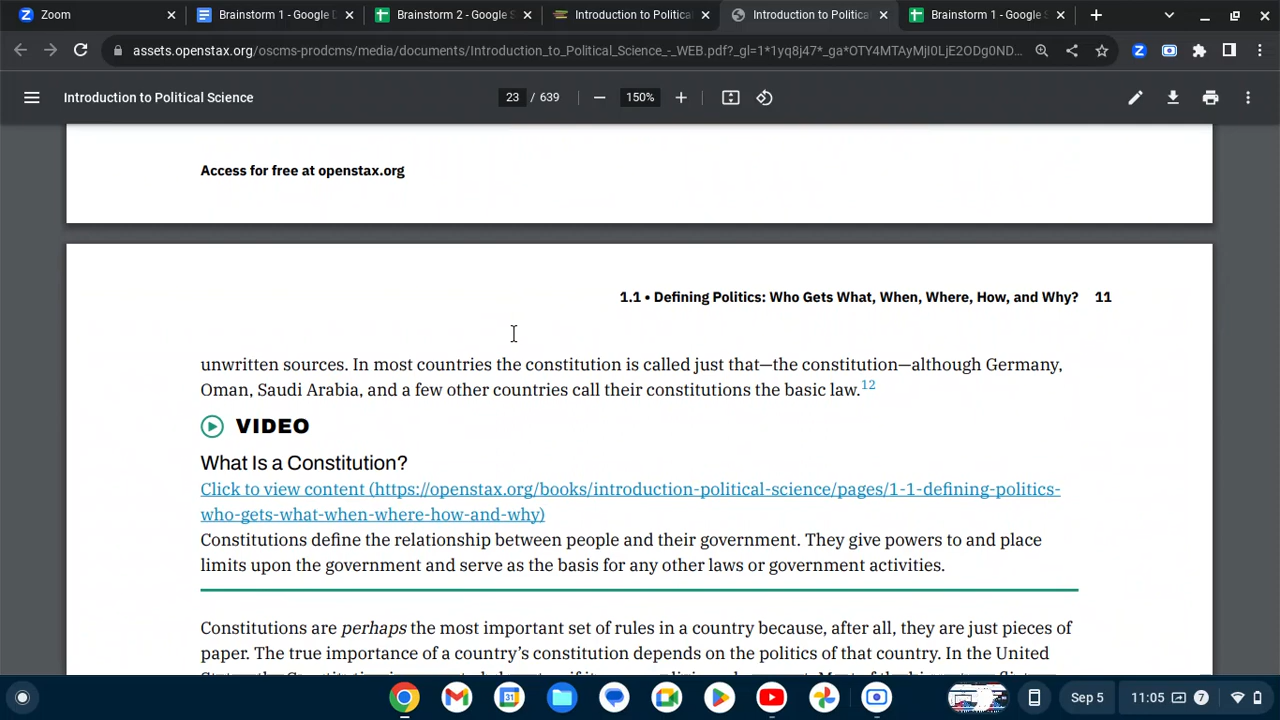 Zoom
Brainstorm 1 - Google D
Brainstorm 2 - Google S
Introduction to Politica
Introduction to Politica
Brainstorm 1 - Google S
assets.openstax.org/oscms-prodcms/media/documents/Introduction_to_Political_Science_-_WEB.pdf?_gl=1*1yq8j47*_ga*OTY4MTAyMjI0LjE2ODg0ND...
Introduction to Political Science
23 / 639
150%
Access for free at openstax.org
1.1 • Defining Politics: Who Gets What, When, Where, How, and Why? 11
unwritten sources. In most countries the constitution is called just that—the constitution—although Germany,
Oman, Saudi Arabia, and a few other countries call their constitutions the basic law.12
VIDEO
What Is a Constitution?
Click to view content (https://openstax.org/books/introduction-political-science/pages/1-1-defining-politics-
who-gets-what-when-where-how-and-why)
Constitutions define the relationship between people and their government. They give powers to and place
limits upon the government and serve as the basis for any other laws or government activities.
Constitutions are perhaps the most important set of rules in a country because, after all, they are just pieces of
paper. The true importance of a country's constitution depends on the politics of that country. In the United
31
Sep 5
11:05
7